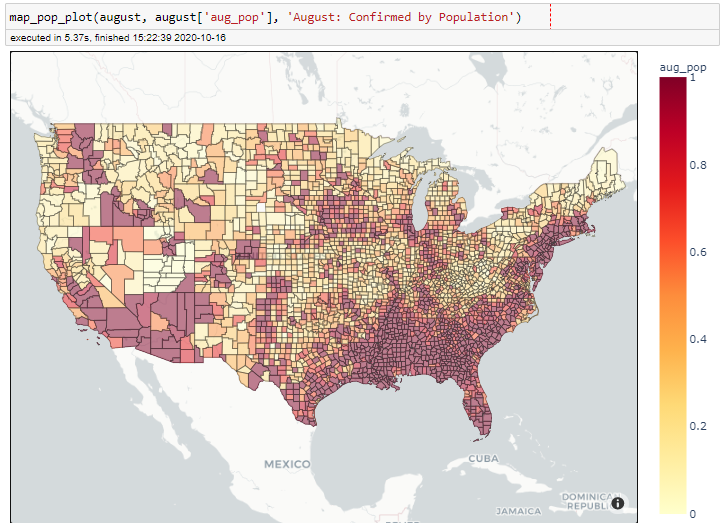 map_pop_plot(august, august['aug_pop'], 'August: Confirmed by Population')
executed in 5.37s, finished 15:22:39 2020-10-16
aug_pop
1
0.8
0.6
0.4
0.2
0
MEXICO
CUBA
DOMINICAN
REPUBLI
JAMAICA